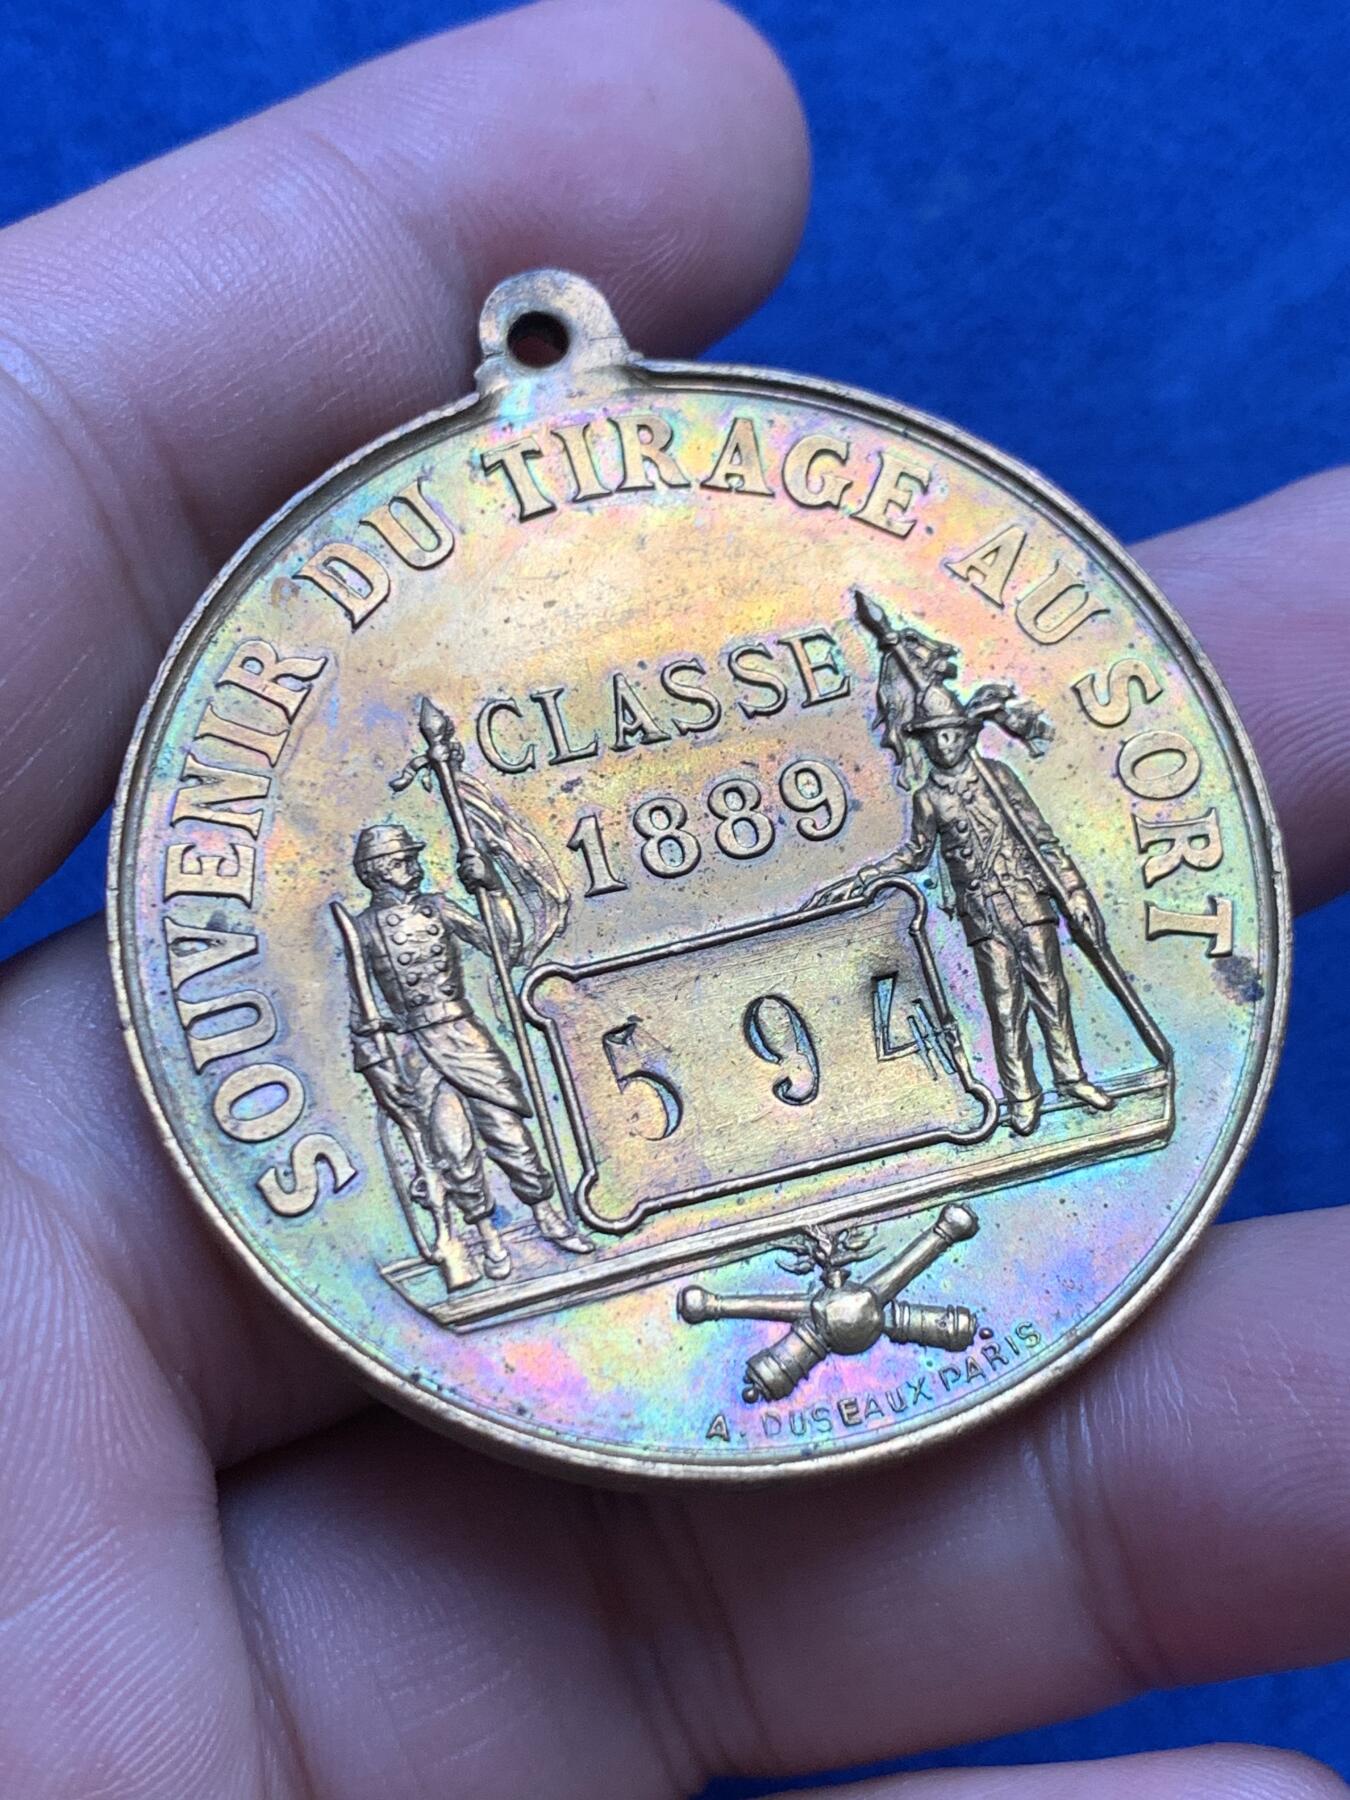 SOUVENIR DU TIRAGE AU SORT
CLASSE
1889
594
A. DUSEAUX PARIS